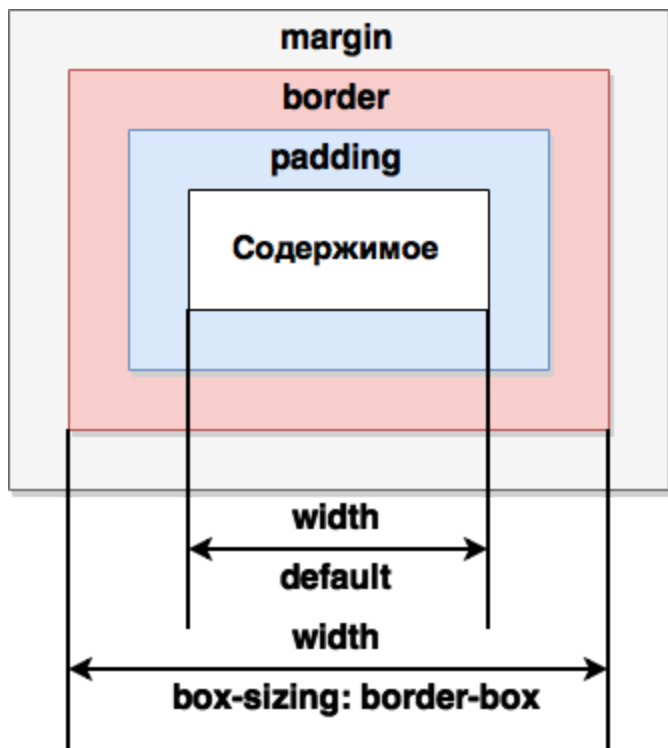 margin
border
padding
Содержимое
width
default
width
box-sizing: border-box